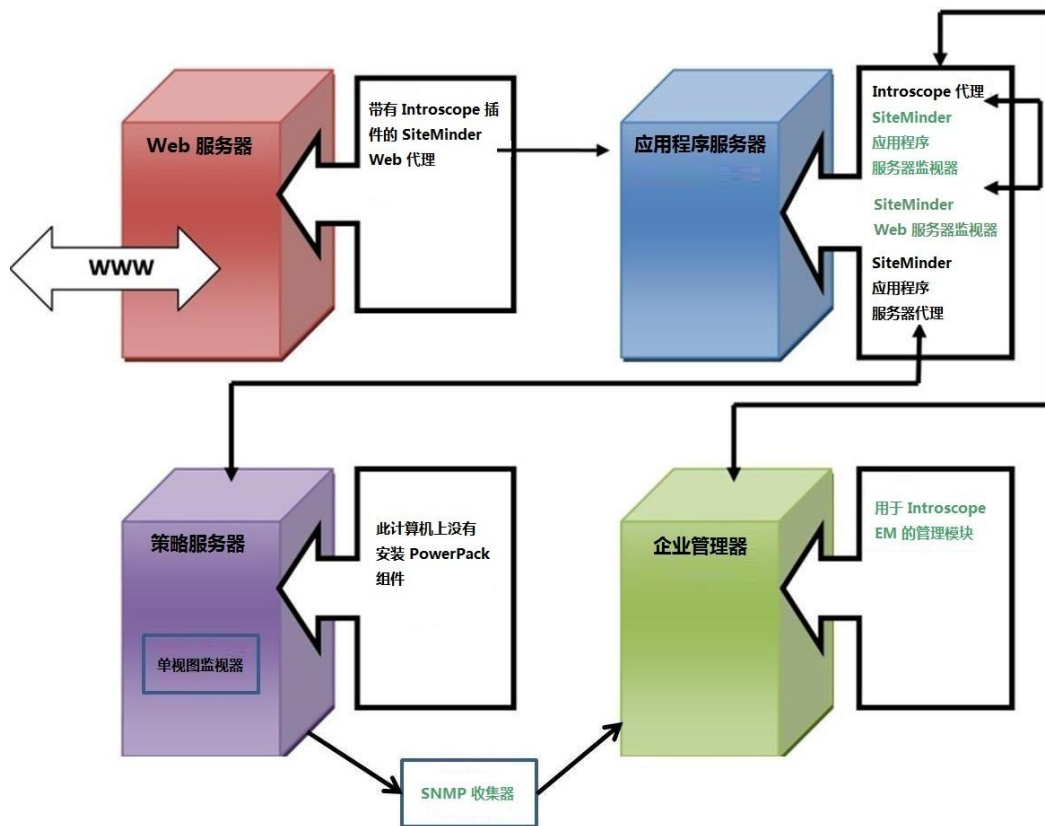 Web 服务器
带有 Introscope 插
件的 SiteMinder
Web 代理
WWW
应用程序服务器
Introscope 代理
SiteMinder
应用程序
服务器监视器
SiteMinder
Web 服务器监视器
SiteMinder
应用程序
服务器代理
策略服务器
单视图监视器
此计算机上没有
安装 PowerPack
组件
企业管理器
用于 Introscope
EM 的管理模块
SNMP 收集器